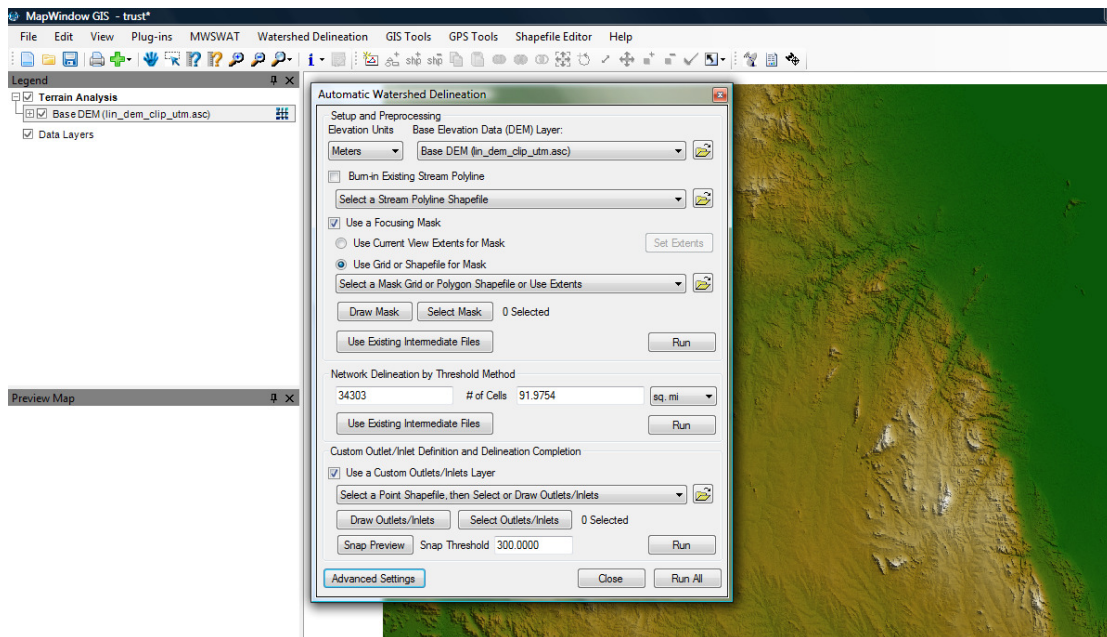 MapWindow GIS - trust*
File Edit View Plug-ins MWSWAT Watershed Delineation GIS Tools GPS Tools Shapefile Editor Help
shp shp
Legend
Terrain Analysis
Base DEM (lin_dem_clip_utm.asc)
Data Layers
Preview Map
Automatic Watershed Delineation
Setup and Preprocessing
Elevation Units Base Elevation Data (DEM) Layer:
Meters Base DEM (lin_dem_clip_utm.asc)
Burn-in Existing Stream Polyline
Select a Stream Polyline Shapefile
Use a Focusing Mask
Use Current View Extents for Mask Set Extents
Use Grid or Shapefile for Mask
Select a Mask Grid or Polygon Shapefile or Use Extents
Draw Mask Select Mask 0 Selected
Use Existing Intermediate Files Run
Network Delineation by Threshold Method
34303 # of Cells 91.9754 sq. mi
Use Existing Intermediate Files Run
Custom Outlet/Inlet Definition and Delineation Completion
Use a Custom Outlets/Inlets Layer
Select a Point Shapefile, then Select or Draw Outlets/Inlets
Draw Outlets/Inlets Select Outlets/Inlets 0 Selected
Snap Preview Snap Threshold 300.0000 Run
Advanced Settings Close Run All